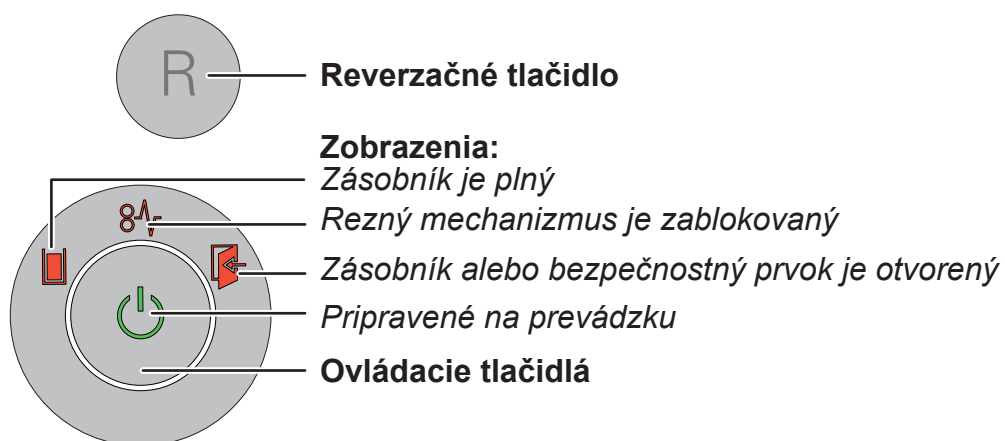 R
Reverzačné tlačidlo
Zobrazenia:
Zásobník je plný
Rezný mechanizmus je zablokovaný
Zásobník alebo bezpečnostný prvok je otvorený
Pripravené na prevádzku
Ovládacie tlačidlá